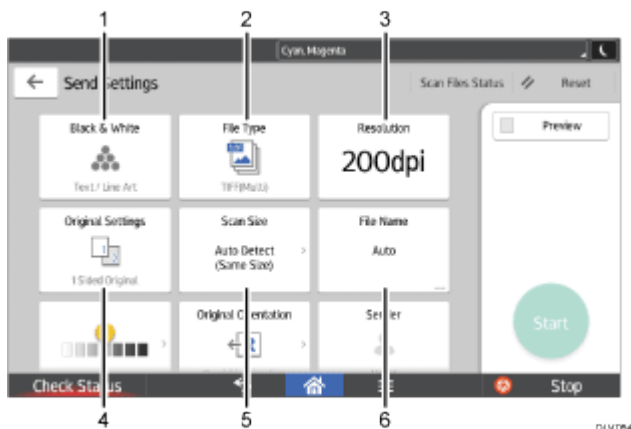 1 2 3
Cyan, Magenta
Send Settings Scan Files Status Reset
Black & White File Type Resolution Preview
200dpi
Text / Line Art TIFF(Multi)
Original Settings Scan Size File Name
Auto Detect Auto
(Same Size)
1 Sided Original
Original Orientation Sender
Start
Check Status Stop
4 5 6